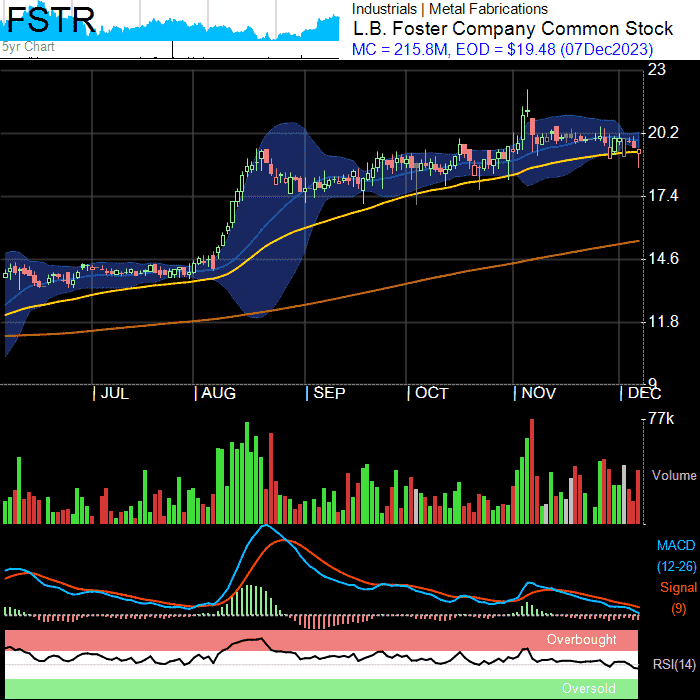 FSTR
5yr Chart
Industrials | Metal Fabrications
L.B. Foster Company Common Stock
MC = 215.8M, EOD = $19.48 (07Dec2023)
23
20.2
17.4
14.6
11.8
9
JUL AUG SEP OCT NOV DEC
77k
Volume
MACD
(12-26)
Signal
(9)
Overbought
RSI(14)
Oversold